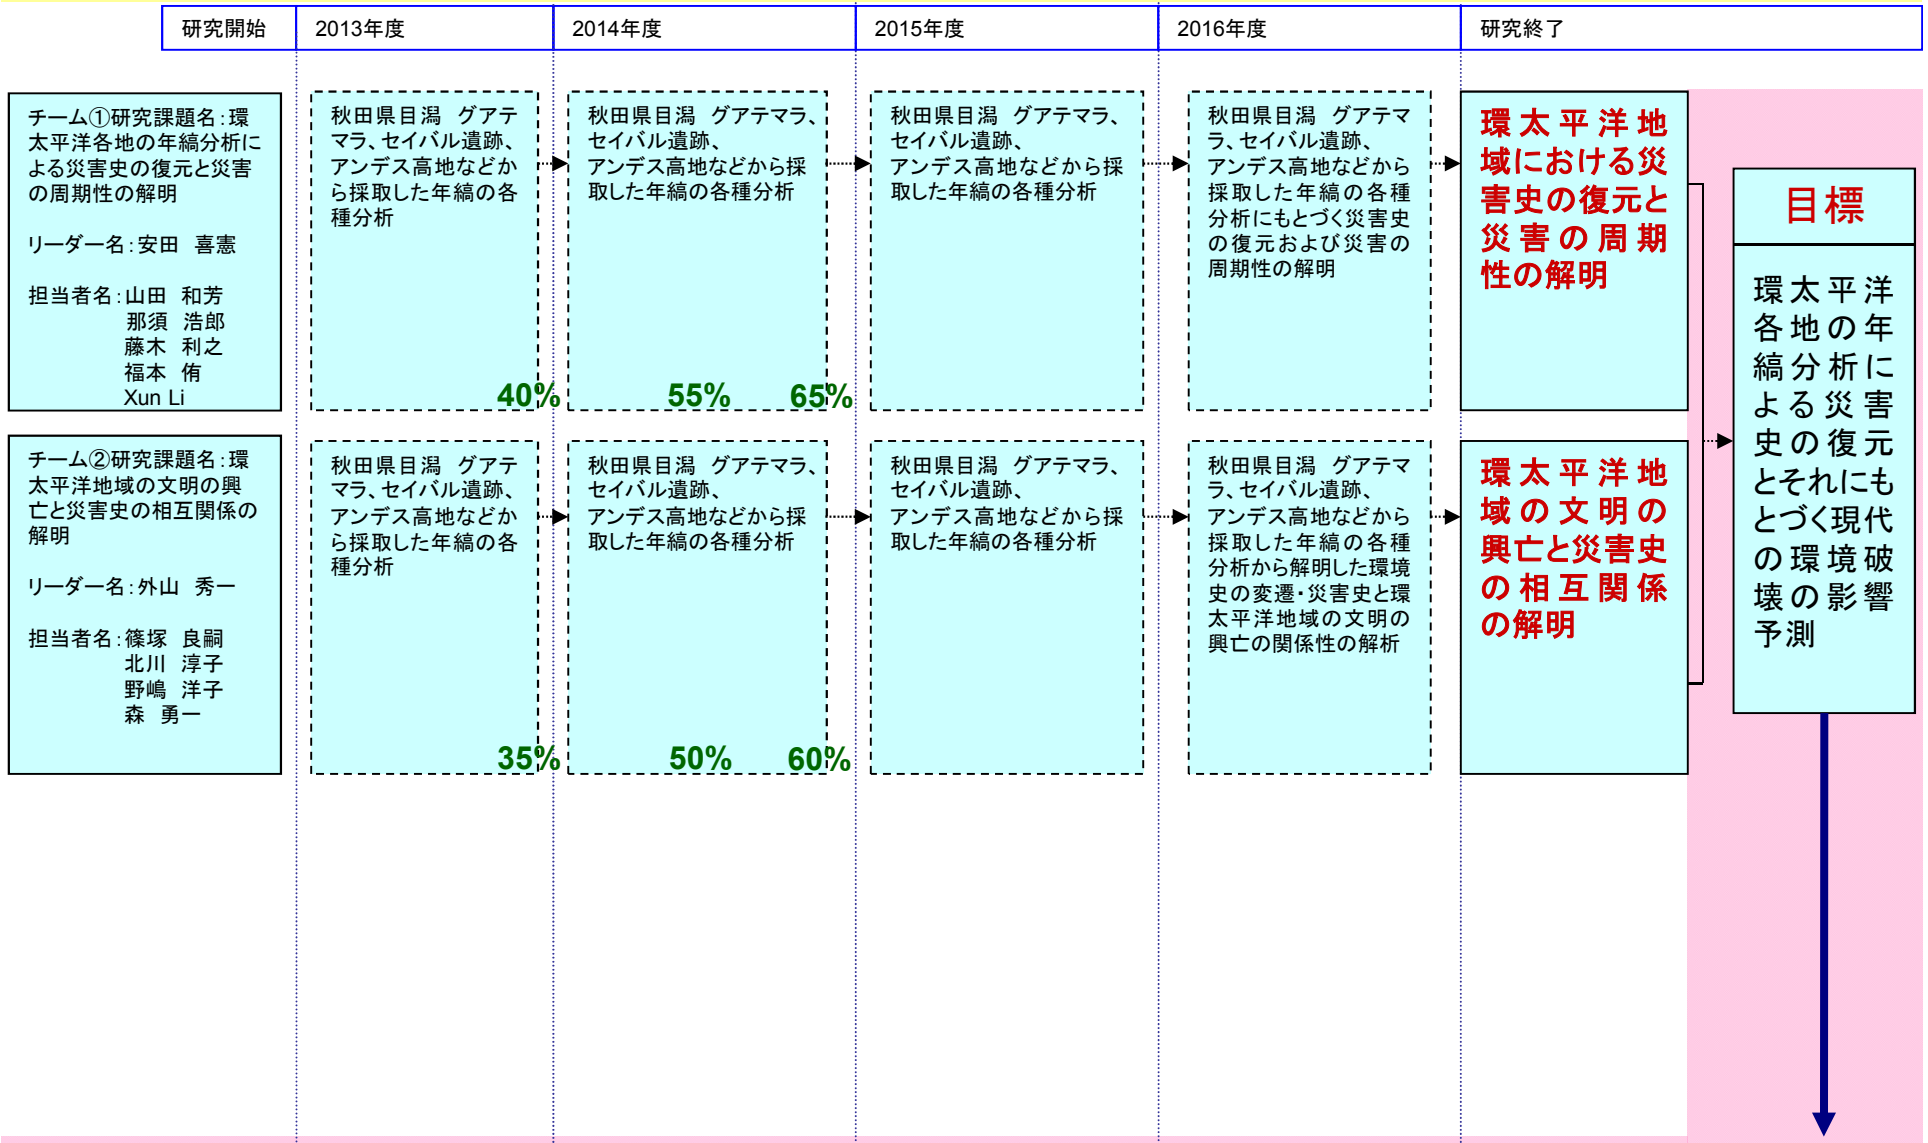 研究開始
2013年度
2014年度
2015年度
2016年度
研究終了
チーム①研究課題名：環
太平洋各地の年縞分析に
よる災害史の復元と災害
の周期性の解明
リーダー名：安田　喜憲
担当者名：山田　和芳
那須　浩郎
藤木　利之
福本　侑
Xun Li
秋田県目潟　グアテ
マラ、セイバル遺跡、
アンデス高地などか
ら採取した年縞の各
種分析
40%
秋田県目潟　グアテマラ、
セイバル遺跡、
アンデス高地などから採
取した年縞の各種分析
55%
65%
秋田県目潟　グアテマラ、
セイバル遺跡、
アンデス高地などから採
取した年縞の各種分析
秋田県目潟　グアテマ
ラ、セイバル遺跡、
アンデス高地などから
採取した年縞の各種
分析にもとづく災害史
の復元および災害の
周期性の解明
環太平洋地
域における災
害史の復元と
災害の周期
性の解明
チーム②研究課題名：環
太平洋地域の文明の興
亡と災害史の相互関係の
解明
リーダー名：外山　秀一
担当者名：篠塚　良嗣
北川　淳子
野嶋　洋子
森　勇一
秋田県目潟　グアテ
マラ、セイバル遺跡、
アンデス高地などか
ら採取した年縞の各
種分析
35%
秋田県目潟　グアテマラ、
セイバル遺跡、
アンデス高地などから採
取した年縞の各種分析
50%
60%
秋田県目潟　グアテマラ、
セイバル遺跡、
アンデス高地などから採
取した年縞の各種分析
秋田県目潟　グアテマ
ラ、セイバル遺跡、
アンデス高地などから
採取した年縞の各種
分析から解明した環境
史の変遷・災害史と環
太平洋地域の文明の
興亡の関係性の解析
環太平洋地
域の文明の
興亡と災害史
の相互関係
の解明
目標
環太平洋
各地の年
縞分析に
よる災害
史の復元
とそれにも
とづく現代
の環境破
壊の影響
予測